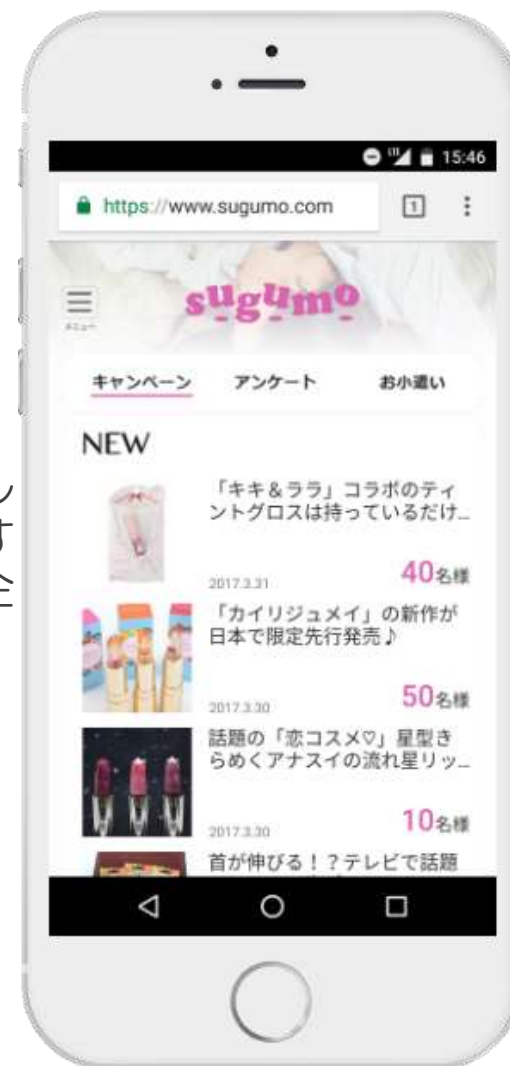 15:46
https://www.sugumo.com
1
sugumo
メニュー
キャンペーン アンケート お小遣い
NEW
「キキ&ララ」コラボのティ
ントグロスは持っているだけ…
2017.3.31
40名様
「カイリジュメイ」の新作が
日本で限定先行発売♪
2017.3.30
50名様
話題の「恋コスメ♡」星型き
らめくアナスイの流れ星リッ…
2017.3.30
10名様
首が伸びる!?テレビで話題